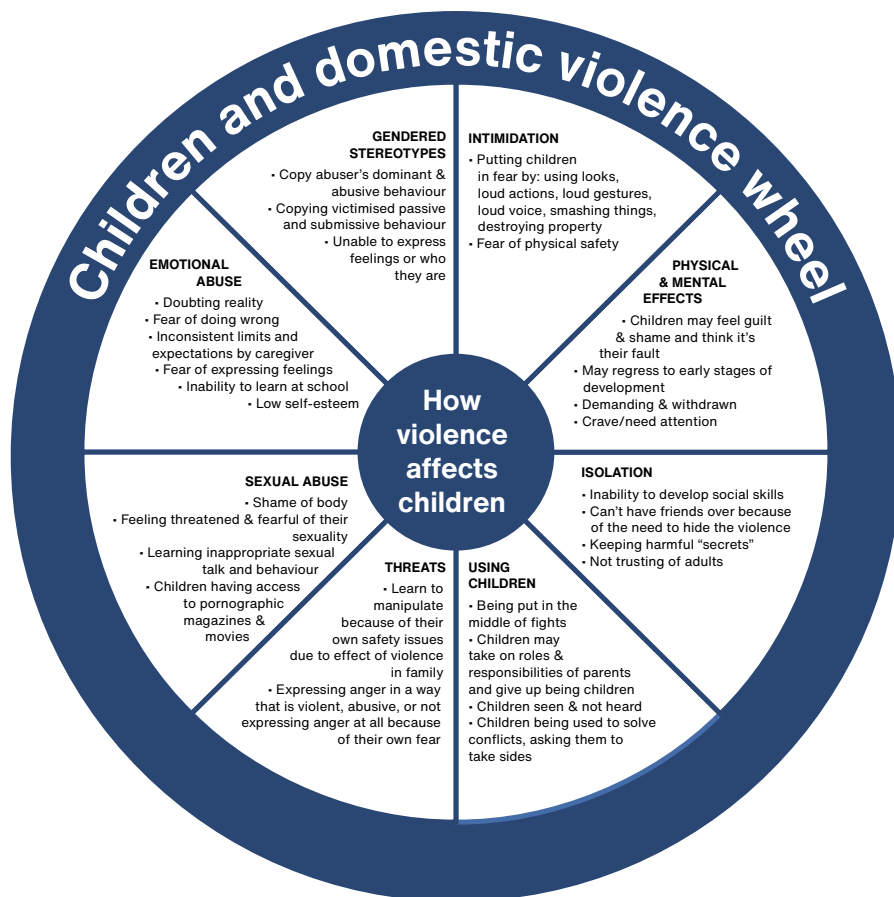 Children and domestic violence wheel
GENDERED
STEREOTYPES
• Copy abuser's dominant &
abusive behaviour
• Copying victimised passive
and submissive behaviour
• Unable to express
feelings or who
they are
INTIMIDATION
• Putting children
in fear by: using looks,
loud actions, loud gestures,
loud voice, smashing things,
destroying property
• Fear of physical safety
PHYSICAL
& MENTAL
EFFECTS
• Children may feel guilt
& shame and think it's
their fault
• May regress to early stages of
development
• Demanding & withdrawn
• Crave/need attention
ISOLATION
• Inability to develop social skills
• Can't have friends over because
of the need to hide the violence
• Keeping harmful “secrets”
• Not trusting of adults
USING
CHILDREN
• Being put in the
middle of fights
• Children may
take on roles &
responsibilities of parents
and give up being children
• Children seen & not heard
• Children being used to solve
conflicts, asking them to
take sides
THREATS
• Learn to
manipulate
because of their
own safety issues
due to effect of violence
in family
• Expressing anger in a way
that is violent, abusive, or not
expressing anger at all because
of their own fear
SEXUAL ABUSE
• Shame of body
• Feeling threatened & fearful of their
sexuality
• Learning inappropriate sexual
talk and behaviour
• Children having access
to pornographic
magazines &
movies
EMOTIONAL
ABUSE
• Doubting reality
• Fear of doing wrong
• Inconsistent limits and
expectations by caregiver
• Fear of expressing feelings
• Inability to learn at school
• Low self-esteem
How
violence
affects
children